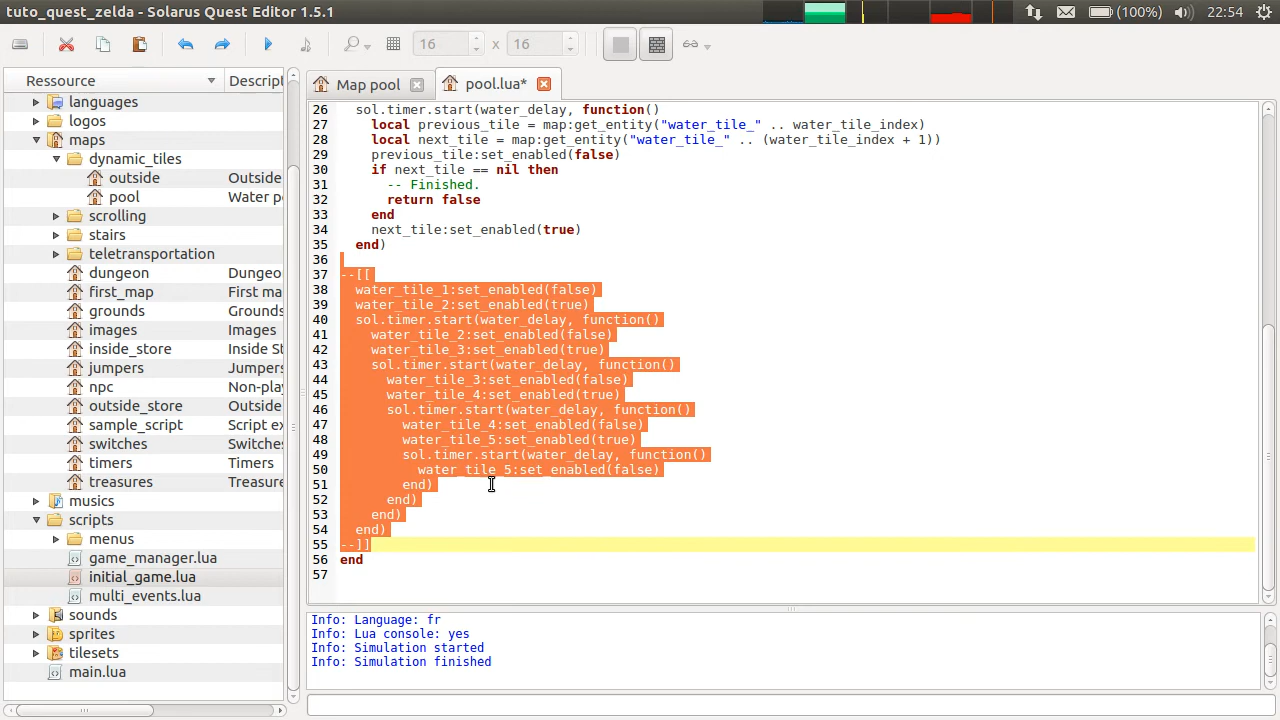 tuto_quest_zelda - Solarus Quest Editor 1.5.1
(100%)
22:54
16
x
16
Ressource
Descript
languages
logos
maps
dynamic_tiles
outside Outside
pool Water po
scrolling
stairs
teletransportation
dungeon Dungeon
first_map First ma
grounds Grounds
images Images
inside_store Inside St
jumpers Jumpers
npc Non-play
outside_store Outside
sample_script Script ex
switches Switches
timers Timers
treasures Treasure
musics
scripts
menus
game_manager.lua
initial_game.lua
multi_events.lua
sounds
sprites
tilesets
main.lua
Map pool
pool.lua*
26 sol.timer.start(water_delay, function()
27 local previous_tile = map:get_entity("water_tile_" .. water_tile_index)
28 local next_tile = map:get_entity("water_tile_" .. (water_tile_index + 1))
29 previous_tile:set_enabled(false)
30 if next_tile == nil then
31 -- Finished.
32 return false
33 end
34 next_tile:set_enabled(true)
35 end)
36
37 --[[
38 water_tile_1:set_enabled(false)
39 water_tile_2:set_enabled(true)
40 sol.timer.start(water_delay, function()
41 water_tile_2:set_enabled(false)
42 water_tile_3:set_enabled(true)
43 sol.timer.start(water_delay, function()
44 water_tile_3:set_enabled(false)
45 water_tile_4:set_enabled(true)
46 sol.timer.start(water_delay, function()
47 water_tile_4:set_enabled(false)
48 water_tile_5:set_enabled(true)
49 sol.timer.start(water_delay, function()
50 water_tile_5:set_enabled(false)
51 end)
52 end)
53 end)
54 end)
55 --]]
56 end
57
Info: Language: fr
Info: Lua console: yes
Info: Simulation started
Info: Simulation finished